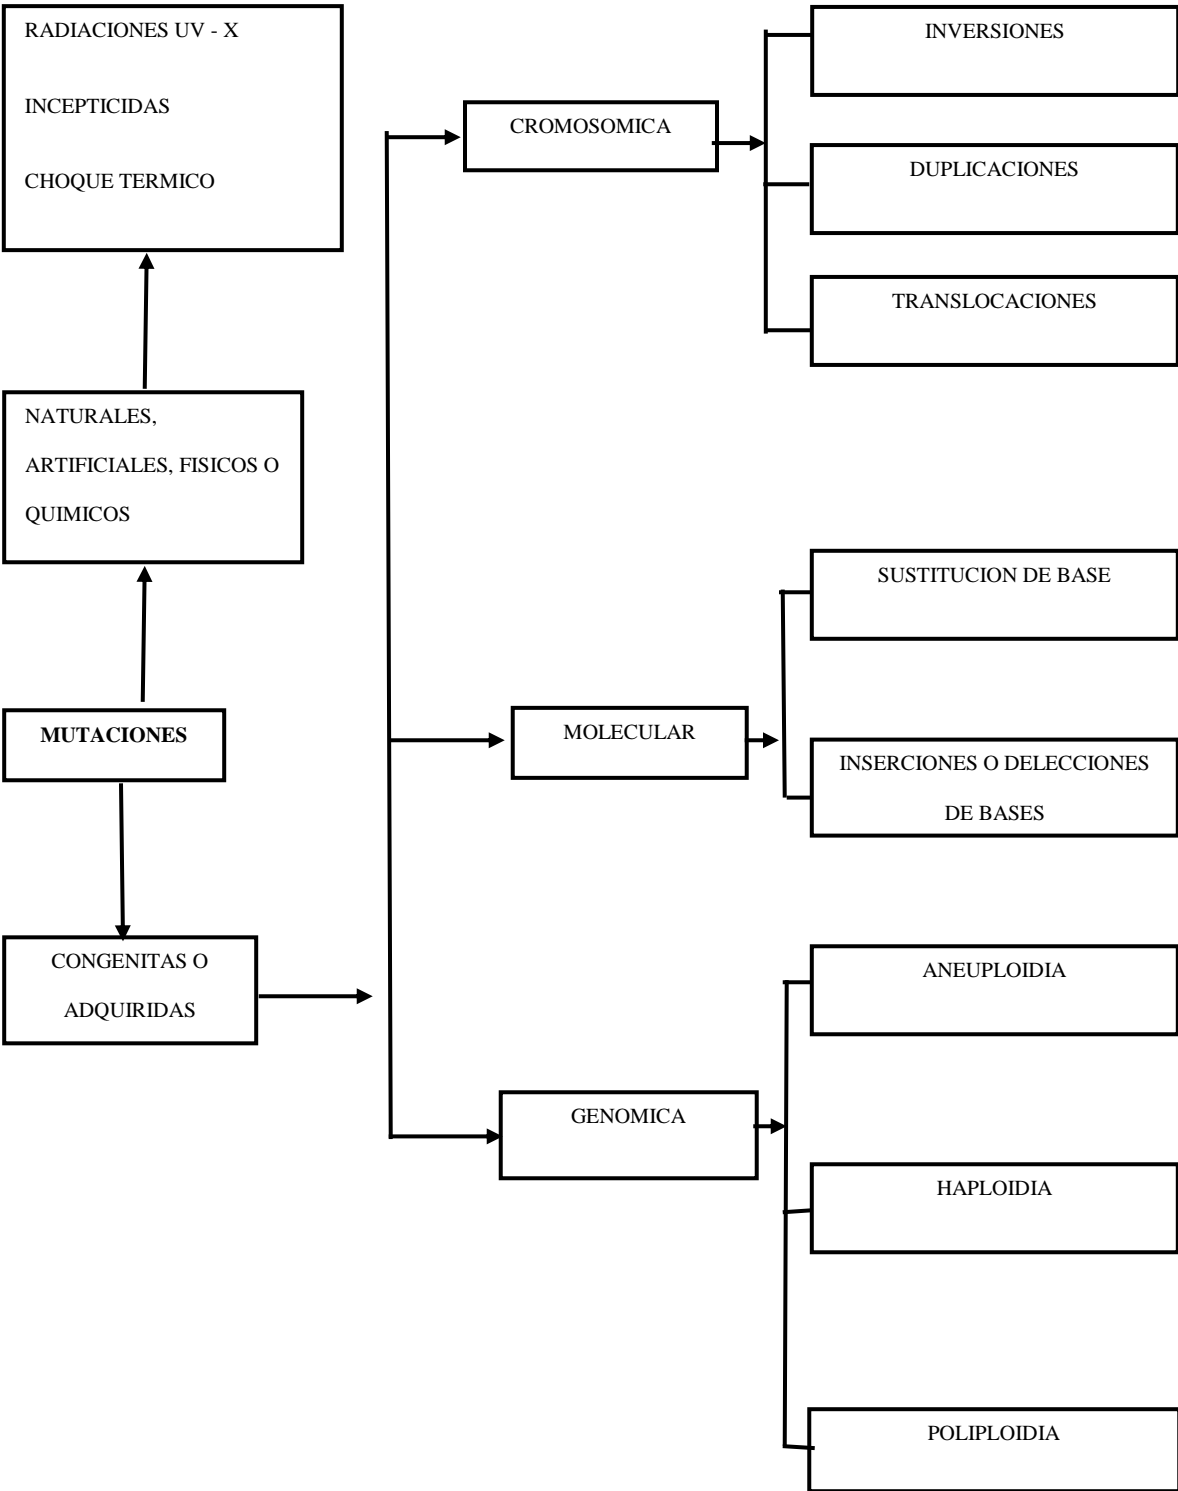 RADIACIONES UV - X
INCEPTICIDAS
CHOQUE TERMICO
NATURALES,
ARTIFICIALES, FISICOS O
QUIMICOS
MUTACIONES
CONGENITAS O
ADQUIRIDAS
CROMOSOMICA
INVERSIONES
DUPLICACIONES
TRANSLOCACIONES
MOLECULAR
SUSTITUCION DE BASE
INSERCIONES O DELECCIONES
DE BASES
GENOMICA
ANEUPLOIDIA
HAPLOIDIA
POLIPLOIDIA